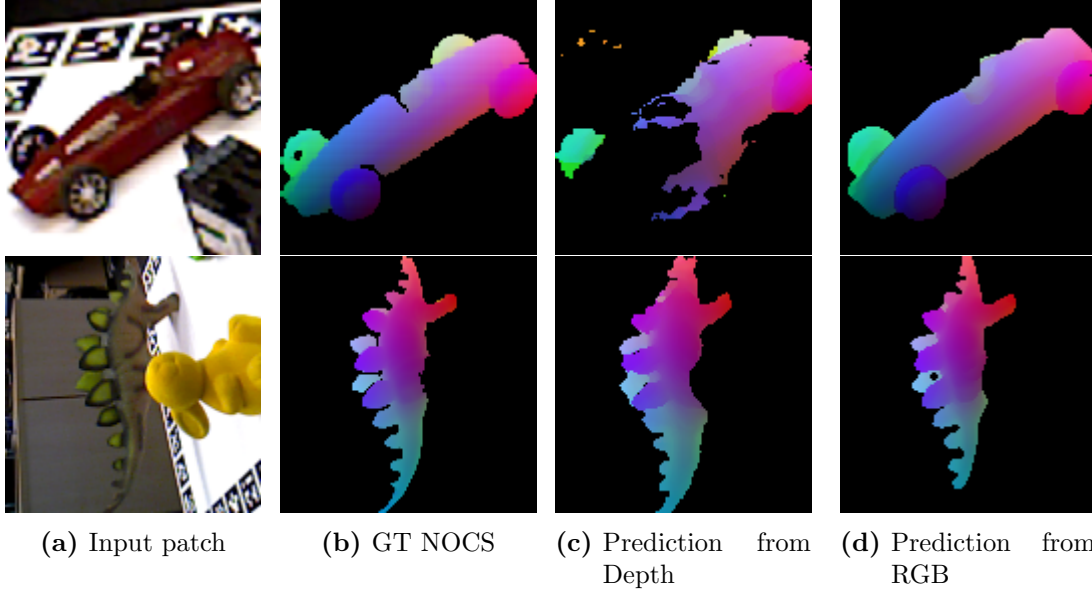 (a) Input patch
(b) GT NOCS
(c) Prediction from
Depth
(d) Prediction from
RGB